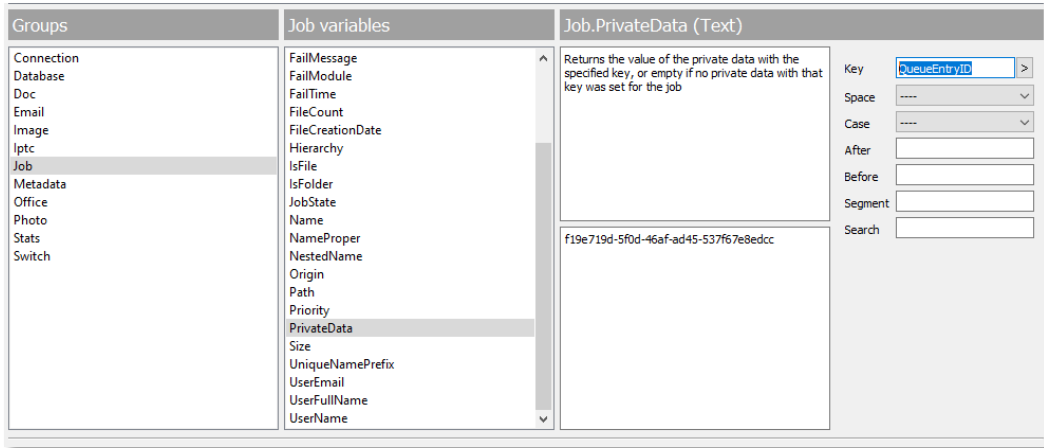 Groups
Connection
Database
Doc
Email
Image
Iptc
Job
Metadata
Office
Photo
Stats
Switch
Job variables
FailMessage
FailModule
FailTime
FileCount
FileCreationDate
Hierarchy
IsFile
IsFolder
JobState
Name
NameProper
NestedName
Origin
Path
Priority
PrivateData
Size
UniqueNamePrefix
UserEmail
UserFullName
UserName
Job.PrivateData (Text)
Returns the value of the private data with the
specified key, or empty if no private data with that
key was set for the job
f19e719d-5f0d-46af-ad45-537f67e8edcc
Key QueueEntryID >
Space ----
Case ----
After
Before
Segment
Search